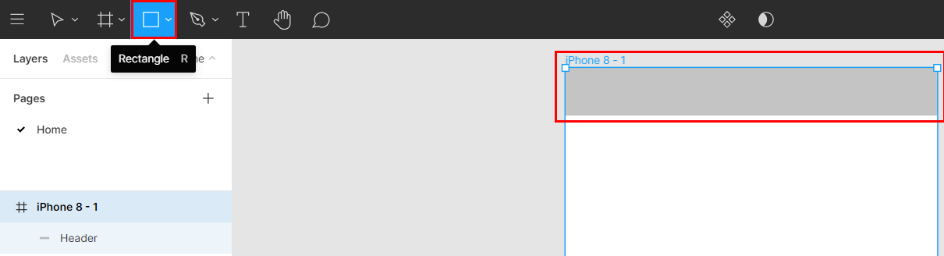 Layers Assets
Rectangle R
iPhone 8 - 1
Pages
Home
iPhone 8 - 1
Header